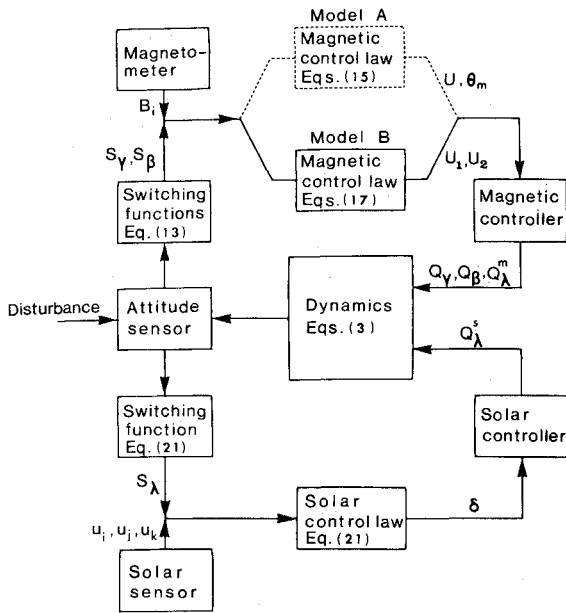 Model A
Magneto-
meter
Magnetic
control law
Eqs. (15)
U, θm
Bi
Sγ, Sβ
Model B
Magnetic
control law
Eqs. (17)
U1, U2
Switching
functions
Eq. (13)
Magnetic
controller
Qγ, Qβ, Qλ^m
Disturbance
Attitude
sensor
Dynamics
Eqs. (3)
Qλ^s
Switching
function
Eq. (21)
Solar
controller
Sλ
ui, uj, uk
Solar
control law
Eq. (21)
δ
Solar
sensor